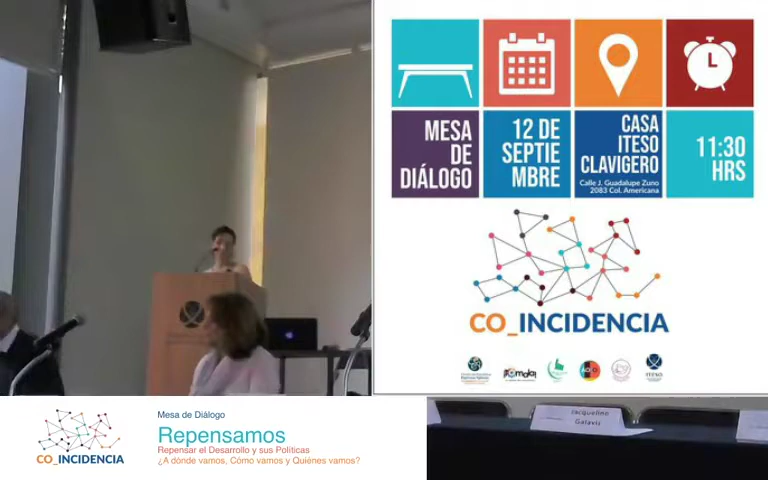 MESA
DE
DIÁLOGO
12 DE
SEPTIE
MBRE
CASA
ITESO
CLAVIGERO
Calle J. Guadalupe Zuno
2083 Col. Americana
11:30
HRS
CO_INCIDENCIA
ITESO
Mesa de Diálogo
Repensamos
Repensar el Desarrollo y sus Políticas
¿A dónde vamos, Cómo vamos y Quiénes vamos?
CO_INCIDENCIA
Jacqueline
Galaviz